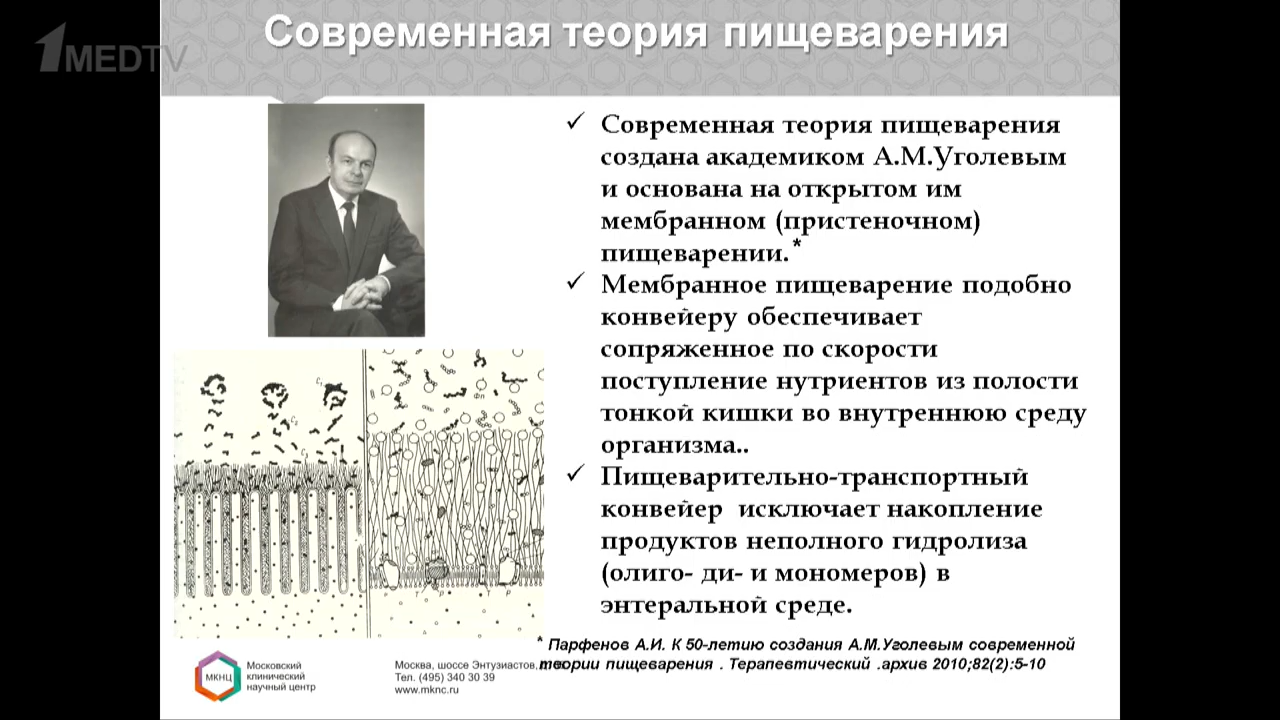 1MEDTV
Современная теория пищеварения
✓ Современная теория пищеварения
создана академиком А.М.Уголевым
и основана на открытом им
мембранном (пристеночном)
пищеварении.*
✓ Мембранное пищеварение подобно
конвейеру обеспечивает
сопряженное по скорости
поступление нутриентов из полости
тонкой кишки во внутреннюю среду
организма..
✓ Пищеварительно-транспортный
конвейер исключает накопление
продуктов неполного гидролиза
(олиго- ди- и мономеров) в
энтеральной среде.
* Парфенов А.И. К 50-летию создания А.М.Уголевым современной
теории пищеварения . Терапевтический .архив 2010;82(2):5-10
МКНЦ
Московский
клинический
научный центр
Москва, шоссе Энтузиастов,
Тел. (495) 340 30 39
www.mknc.ru